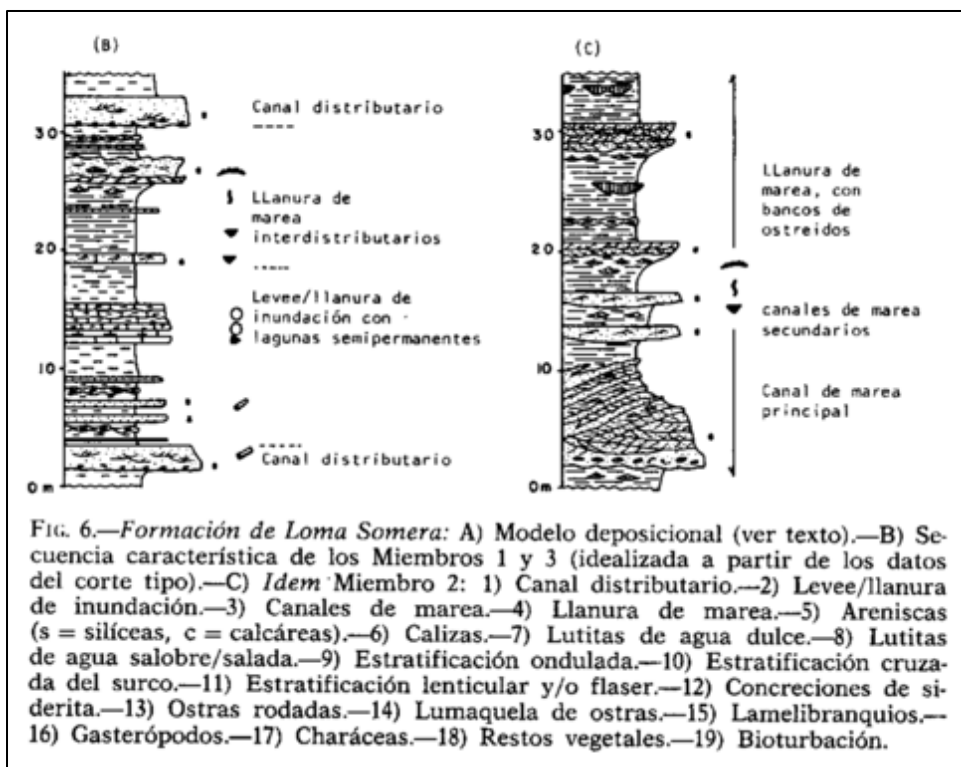 (B)
30
20
10
0 m
Canal distributario
LLanura de
marea
interdistributarios
Levee/llanura de
inundación con
lagunas semipermanentes
Canal distributario
(C)
30
20
10
0m
LLanura de
marea, con
bancos de
ostreidos
canales de marea
secundarios
Canal de marea
principal
FIG. 6.—Formación de Loma Somera: A) Modelo deposicional (ver texto).—B) Se-
cuencia característica de los Miembros 1 y 3 (idealizada a partir de los datos
del corte tipo).—C) Idem Miembro 2: 1) Canal distributario.—2) Levee/llanura
de inundación.—3) Canales de marea.—4) Llanura de marea.—5) Areniscas
(s = silíceas, c = calcáreas).—6) Calizas.—7) Lutitas de agua dulce.—8) Lutitas
de agua salobre/salada.—9) Estratificación ondulada.—10) Estratificación cruza-
da del surco.—11) Estratificación lenticular y/o flaser.—12) Concreciones de si-
derita.—13) Ostras rodadas.—14) Lumaquela de ostras.—15) Lamelibranquios.—
16) Gasterópodos.—17) Charáceas.—18) Restos vegetales.—19) Bioturbación.